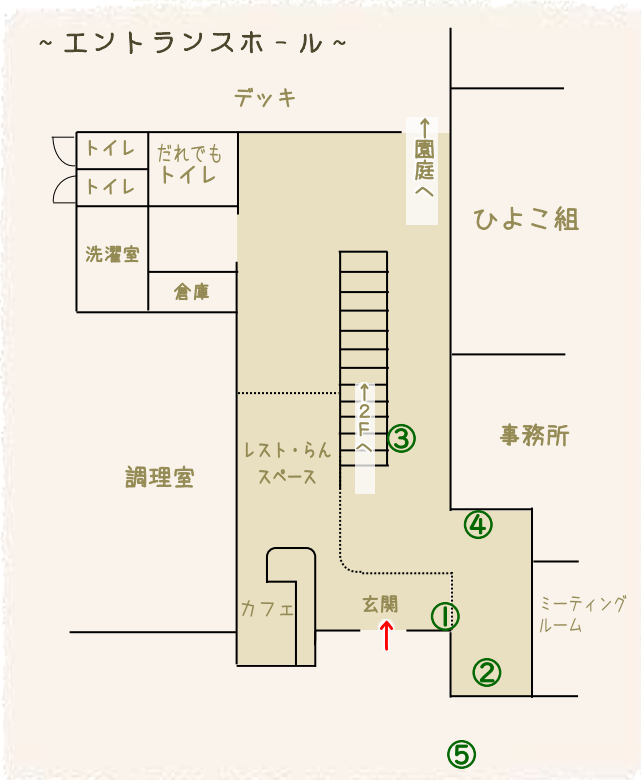 ~エントランスホール~
デッキ
トイレ
だれでも
トイレ
トイレ
↑園庭へ
ひよこ組
洗濯室
倉庫
↑2Fへ
③
事務所
レスト・らん
スペース
調理室
④
カフェ
玄関
①
ミーティング
ルーム
②
⑤